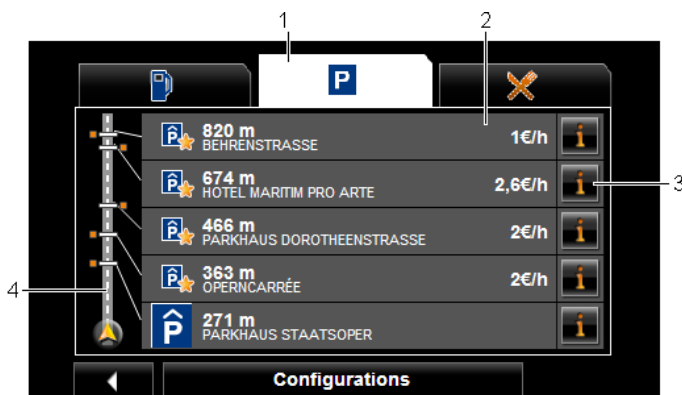 1
2
P
P
820 m
BEHRENSTRASSE
1€/h
i
P
674 m
HOTEL MARITIM PRO ARTE
2,6€/h
i
3
P
466 m
PARKHAUS DOROTHEENSTRASSE
2€/h
i
P
363 m
OPERNCARRÉE
2€/h
i
4
P
271 m
PARKHAUS STAATSOPER
i
Configurations